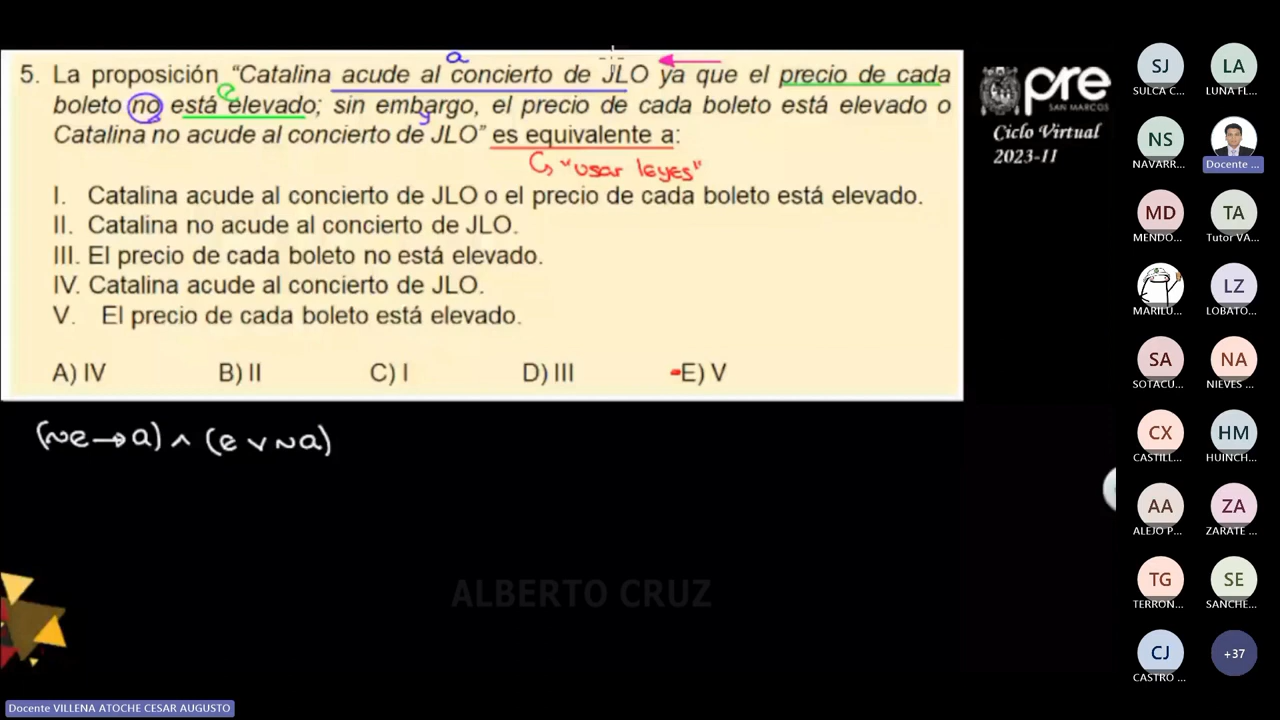 a
5. La proposición “Catalina acude al concierto de JLO ya que el precio de cada
e
boleto no está elevado; sin embargo, el precio de cada boleto está elevado o
y
Catalina no acude al concierto de JLO” es equivalente a:
"usar leyes"
I. Catalina acude al concierto de JLO o el precio de cada boleto está elevado.
II. Catalina no acude al concierto de JLO.
III. El precio de cada boleto no está elevado.
IV. Catalina acude al concierto de JLO.
V. El precio de cada boleto está elevado.
A) IV B) II C) I D) III E) V
(~e→a) ∧ (e ∨ ~a)
ALBERTO CRUZ
pre
SAN MARCOS
Ciclo Virtual
2023-II
SJ LA
SULCA C... LUNA FL...
NS
NAVARR... Docente ...
MD TA
MENDO... Tutor VA...
LZ
MARILU... LOBATO...
SA NA
SOTACU... NIEVES ...
CX HM
CASTILL... HUINCH...
AA ZA
ALEJO P... ZARATE ...
TG SE
TERRON... SANCHE...
CJ +37
CASTRO ...
Docente VILLENA ATOCHE CESAR AUGUSTO